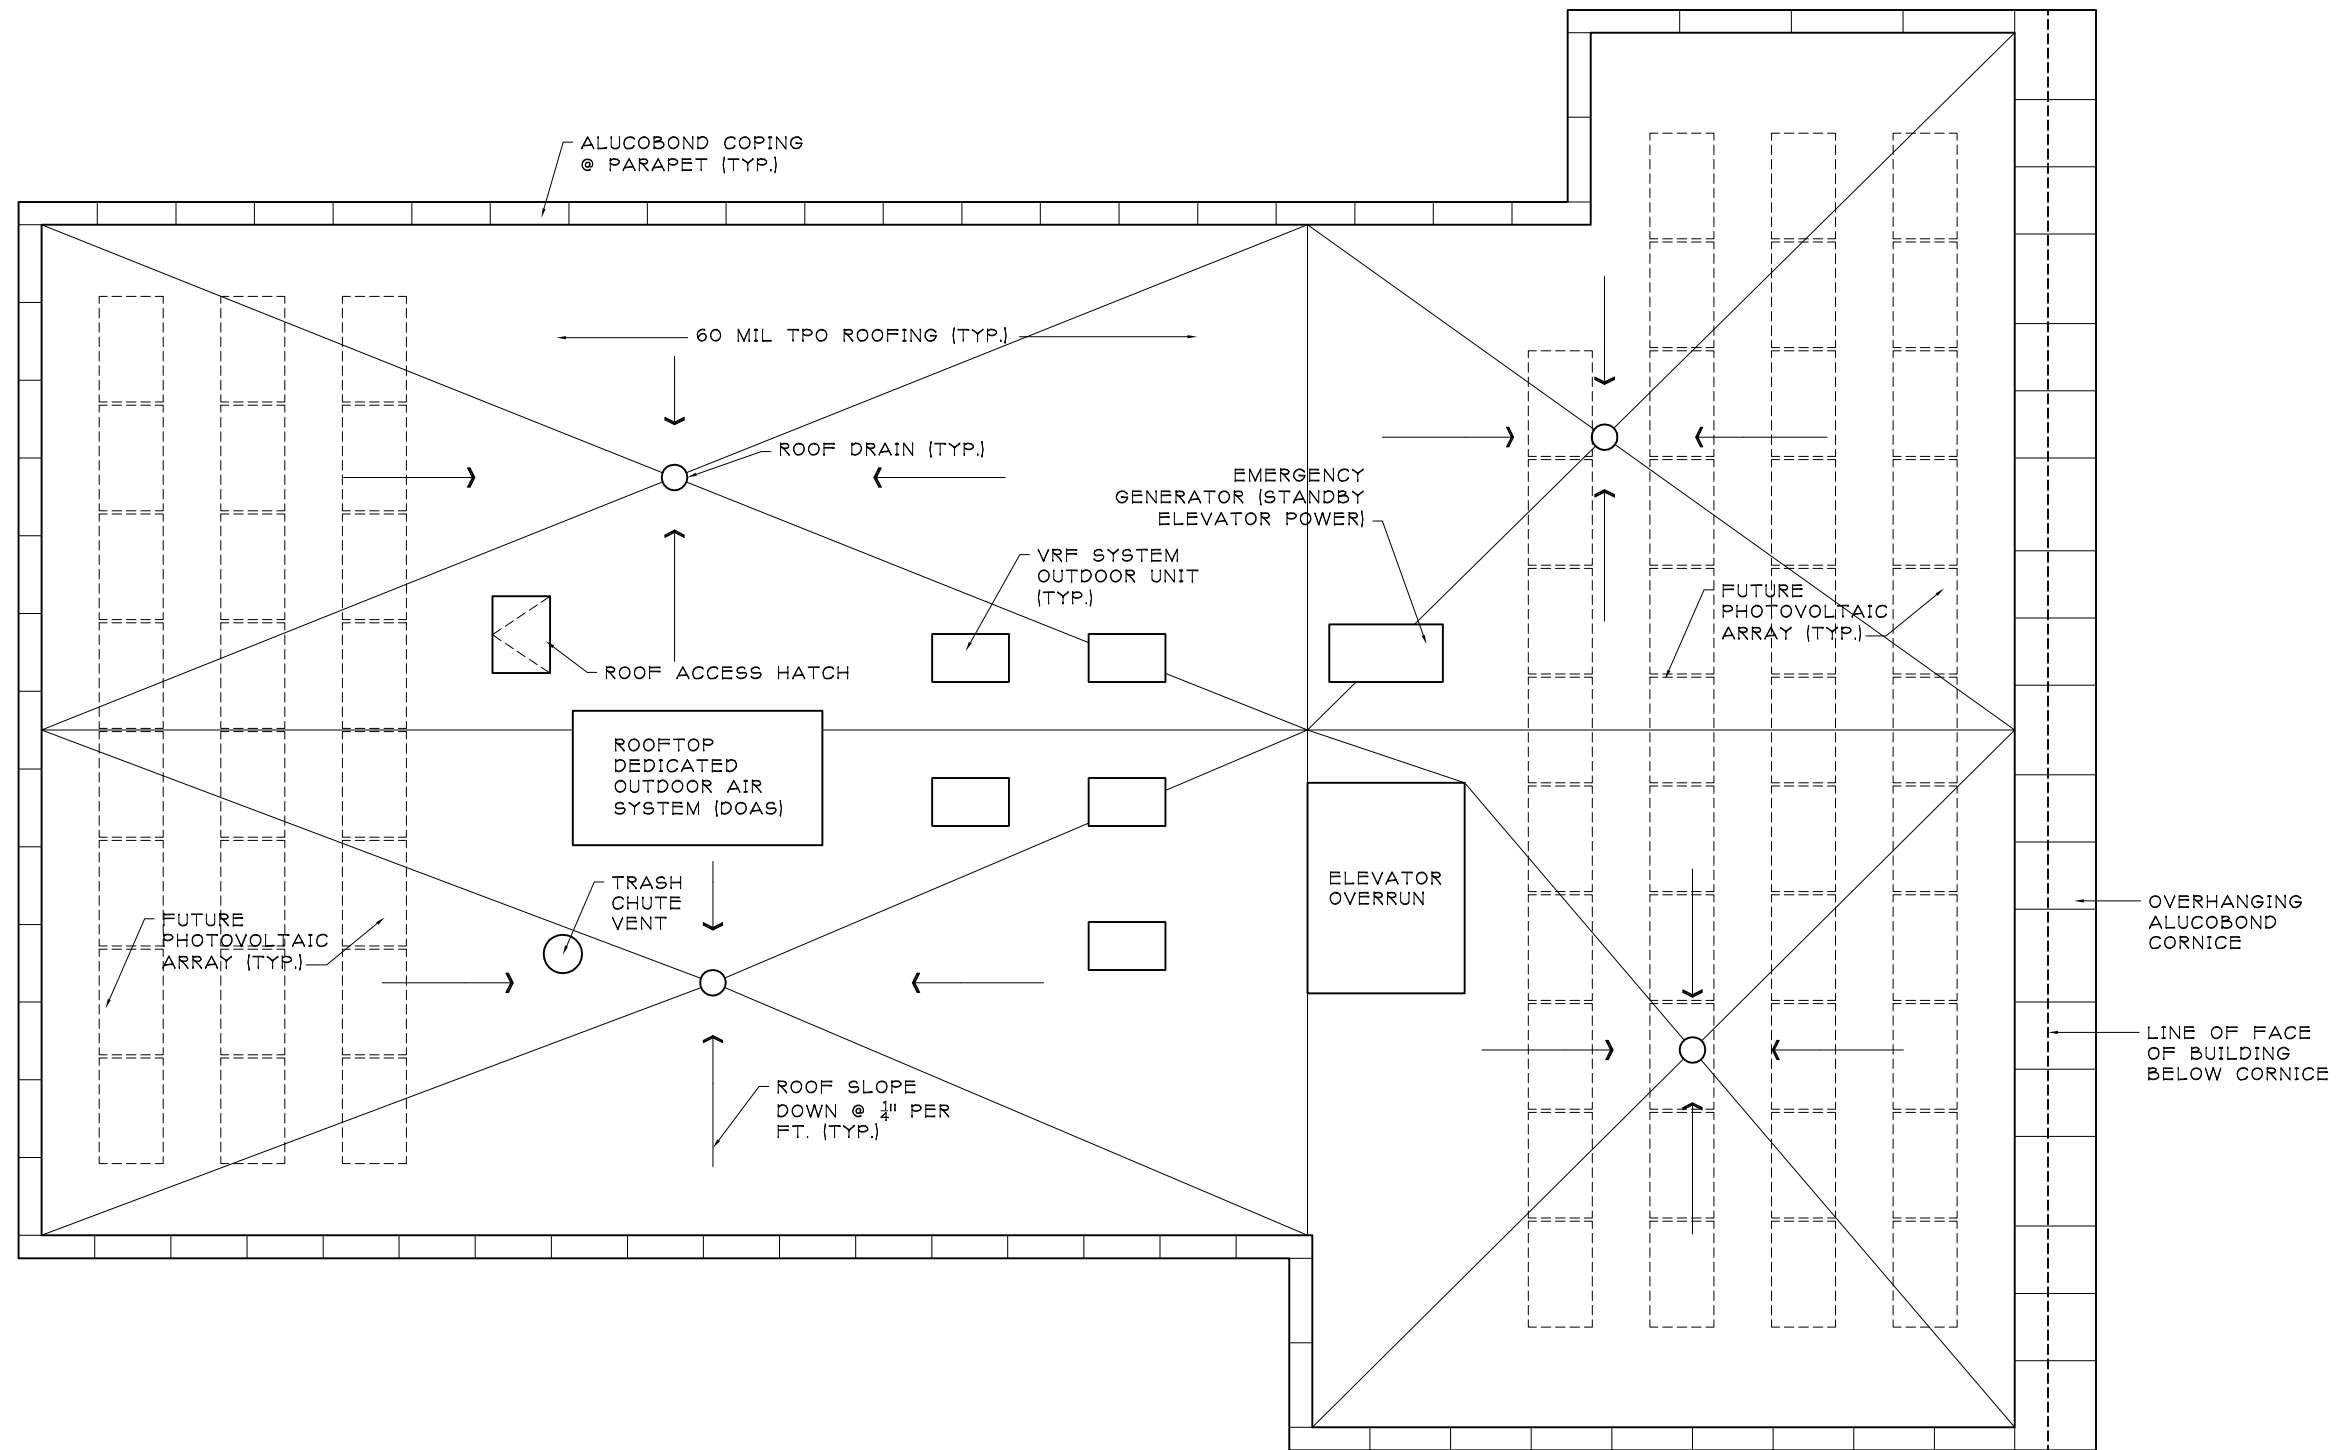 ALUCOBOND COPING
@ PARAPET (TYP.)
60 MIL TPO ROOFING (TYP.)
ROOF DRAIN (TYP.)
EMERGENCY
GENERATOR (STANDBY
ELEVATOR POWER)
VRF SYSTEM
OUTDOOR UNIT
(TYP.)
FUTURE
PHOTOVOLTAIC
ARRAY (TYP.)
ROOF ACCESS HATCH
ROOFTOP
DEDICATED
OUTDOOR AIR
SYSTEM (DOAS)
ELEVATOR
OVERRUN
TRASH
CHUTE
VENT
FUTURE
PHOTOVOLTAIC
ARRAY (TYP.)
OVERHANGING
ALUCOBOND
CORNICE
LINE OF FACE
OF BUILDING
BELOW CORNICE
ROOF SLOPE
DOWN @ ¼" PER
FT. (TYP.)